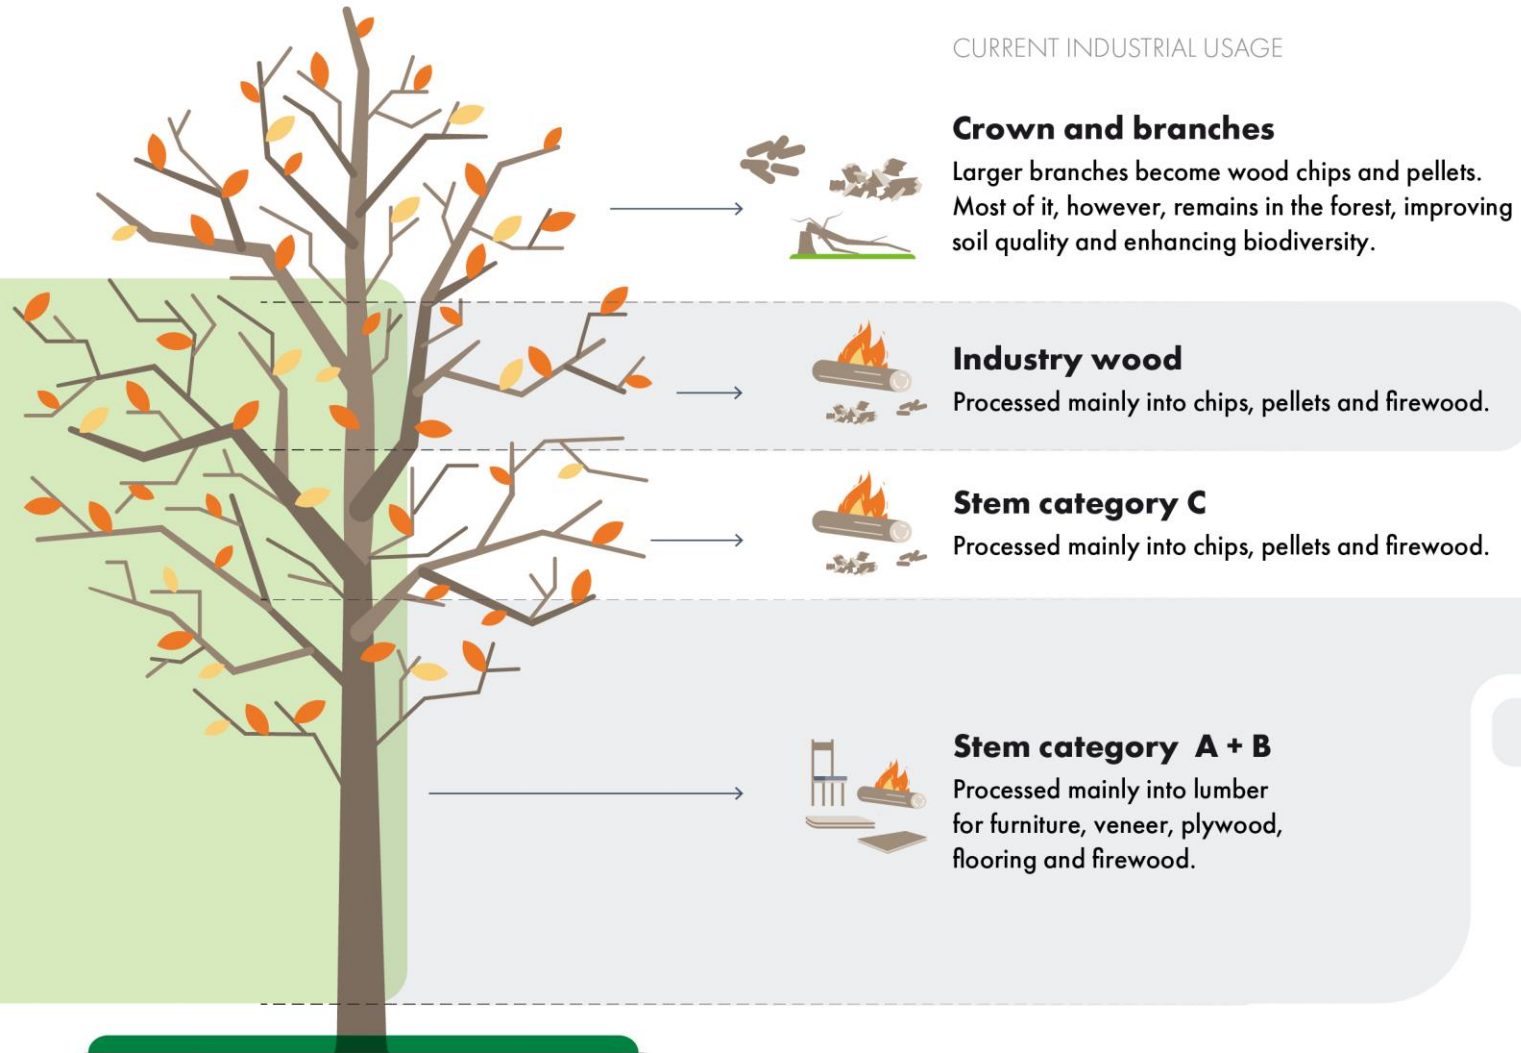 CURRENT INDUSTRIAL USAGE
Crown and branches
Larger branches become wood chips and pellets.
Most of it, however, remains in the forest, improving
soil quality and enhancing biodiversity.
Industry wood
Processed mainly into chips, pellets and firewood.
Stem category C
Processed mainly into chips, pellets and firewood.
Stem category A + B
Processed mainly into lumber
for furniture, veneer, plywood,
flooring and firewood.